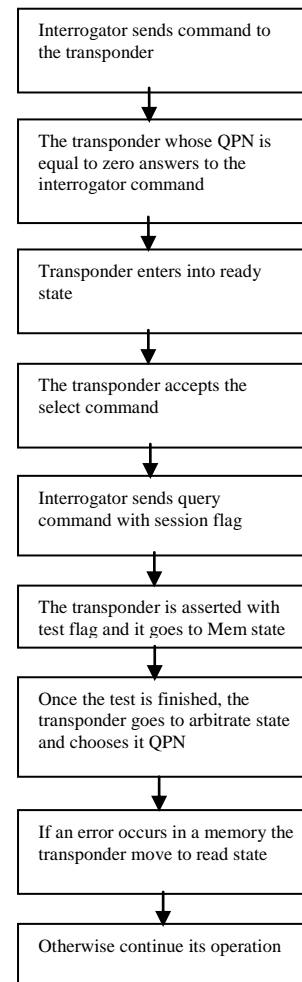 Interrogator sends command to
the transponder
The transponder whose QPN is
equal to zero answers to the
interrogator command
Transponder enters into ready
state
The transponder accepts the
select command
Interrogator sends query
command with session flag
The transponder is asserted with
test flag and it goes to Mem state
Once the test is finished, the
transponder goes to arbitrate state
and chooses it QPN
If an error occurs in a memory the
transponder move to read state
Otherwise continue its operation